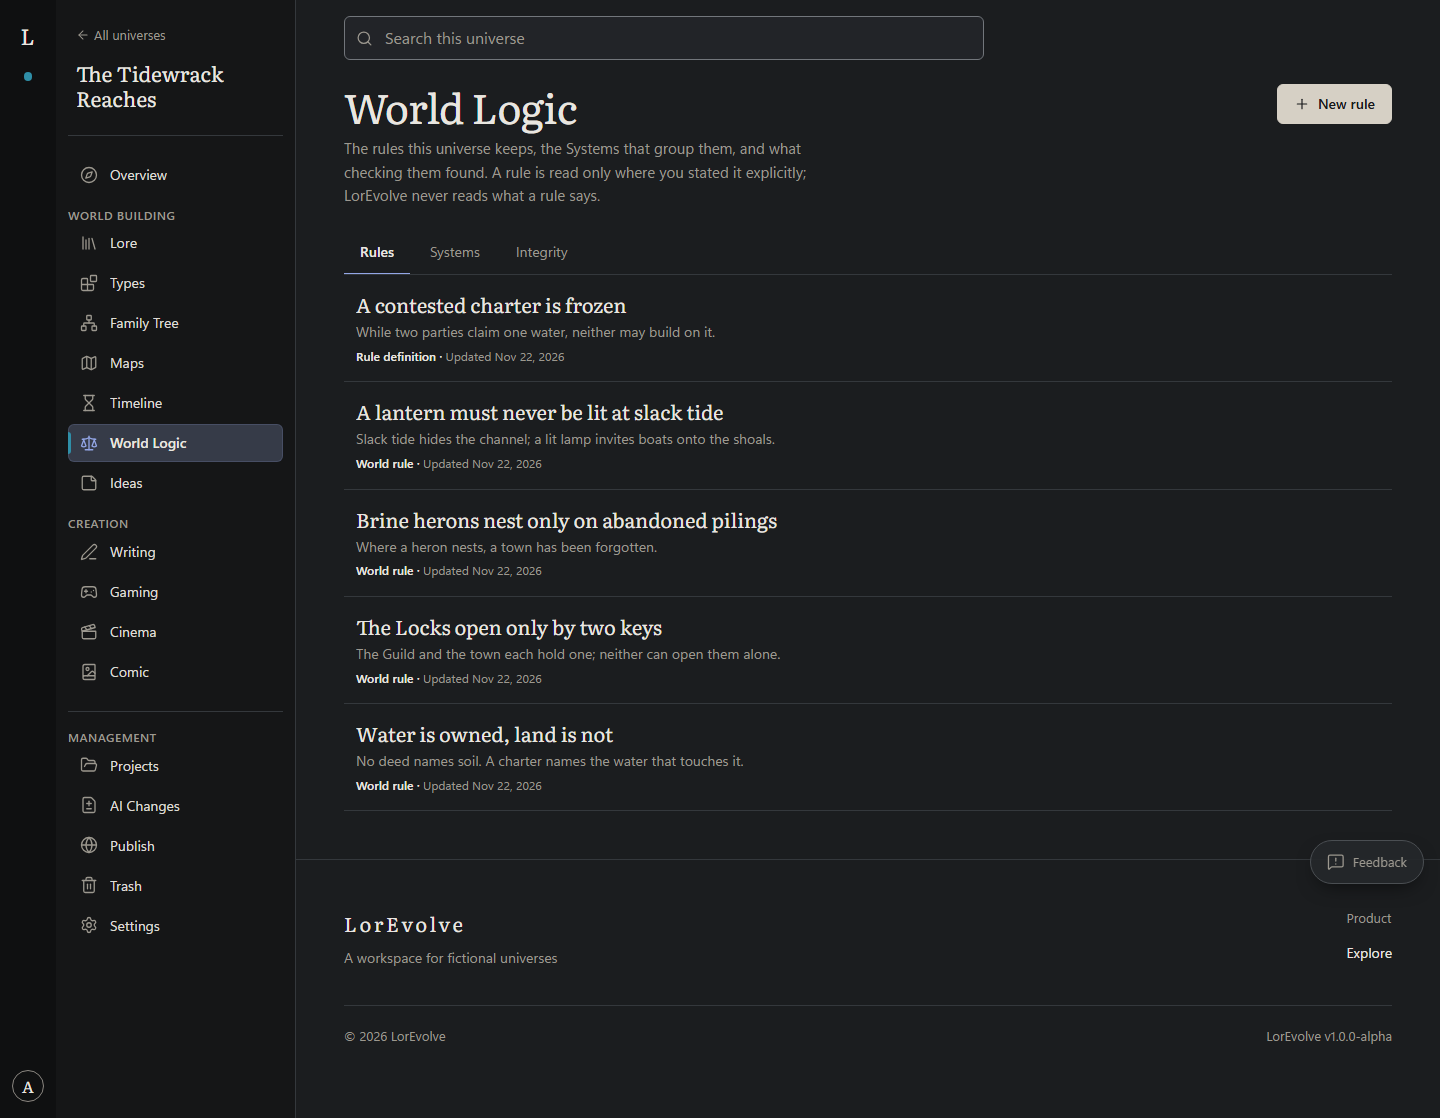 L
All universes
The Tidewrack
Reaches
Overview
WORLD BUILDING
Lore
Types
Family Tree
Maps
Timeline
World Logic
Ideas
CREATION
Writing
Gaming
Cinema
Comic
MANAGEMENT
Projects
AI Changes
Publish
Trash
Settings
A
Search this universe
World Logic
New rule
The rules this universe keeps, the Systems that group them, and what
checking them found. A rule is read only where you stated it explicitly;
LorEvolve never reads what a rule says.
Rules
Systems
Integrity
A contested charter is frozen
While two parties claim one water, neither may build on it.
Rule definition · Updated Nov 22, 2026
A lantern must never be lit at slack tide
Slack tide hides the channel; a lit lamp invites boats onto the shoals.
World rule · Updated Nov 22, 2026
Brine herons nest only on abandoned pilings
Where a heron nests, a town has been forgotten.
World rule · Updated Nov 22, 2026
The Locks open only by two keys
The Guild and the town each hold one; neither can open them alone.
World rule · Updated Nov 22, 2026
Water is owned, land is not
No deed names soil. A charter names the water that touches it.
World rule · Updated Nov 22, 2026
Feedback
LorEvolve
A workspace for fictional universes
Product
Explore
© 2026 LorEvolve
LorEvolve v1.0.0-alpha